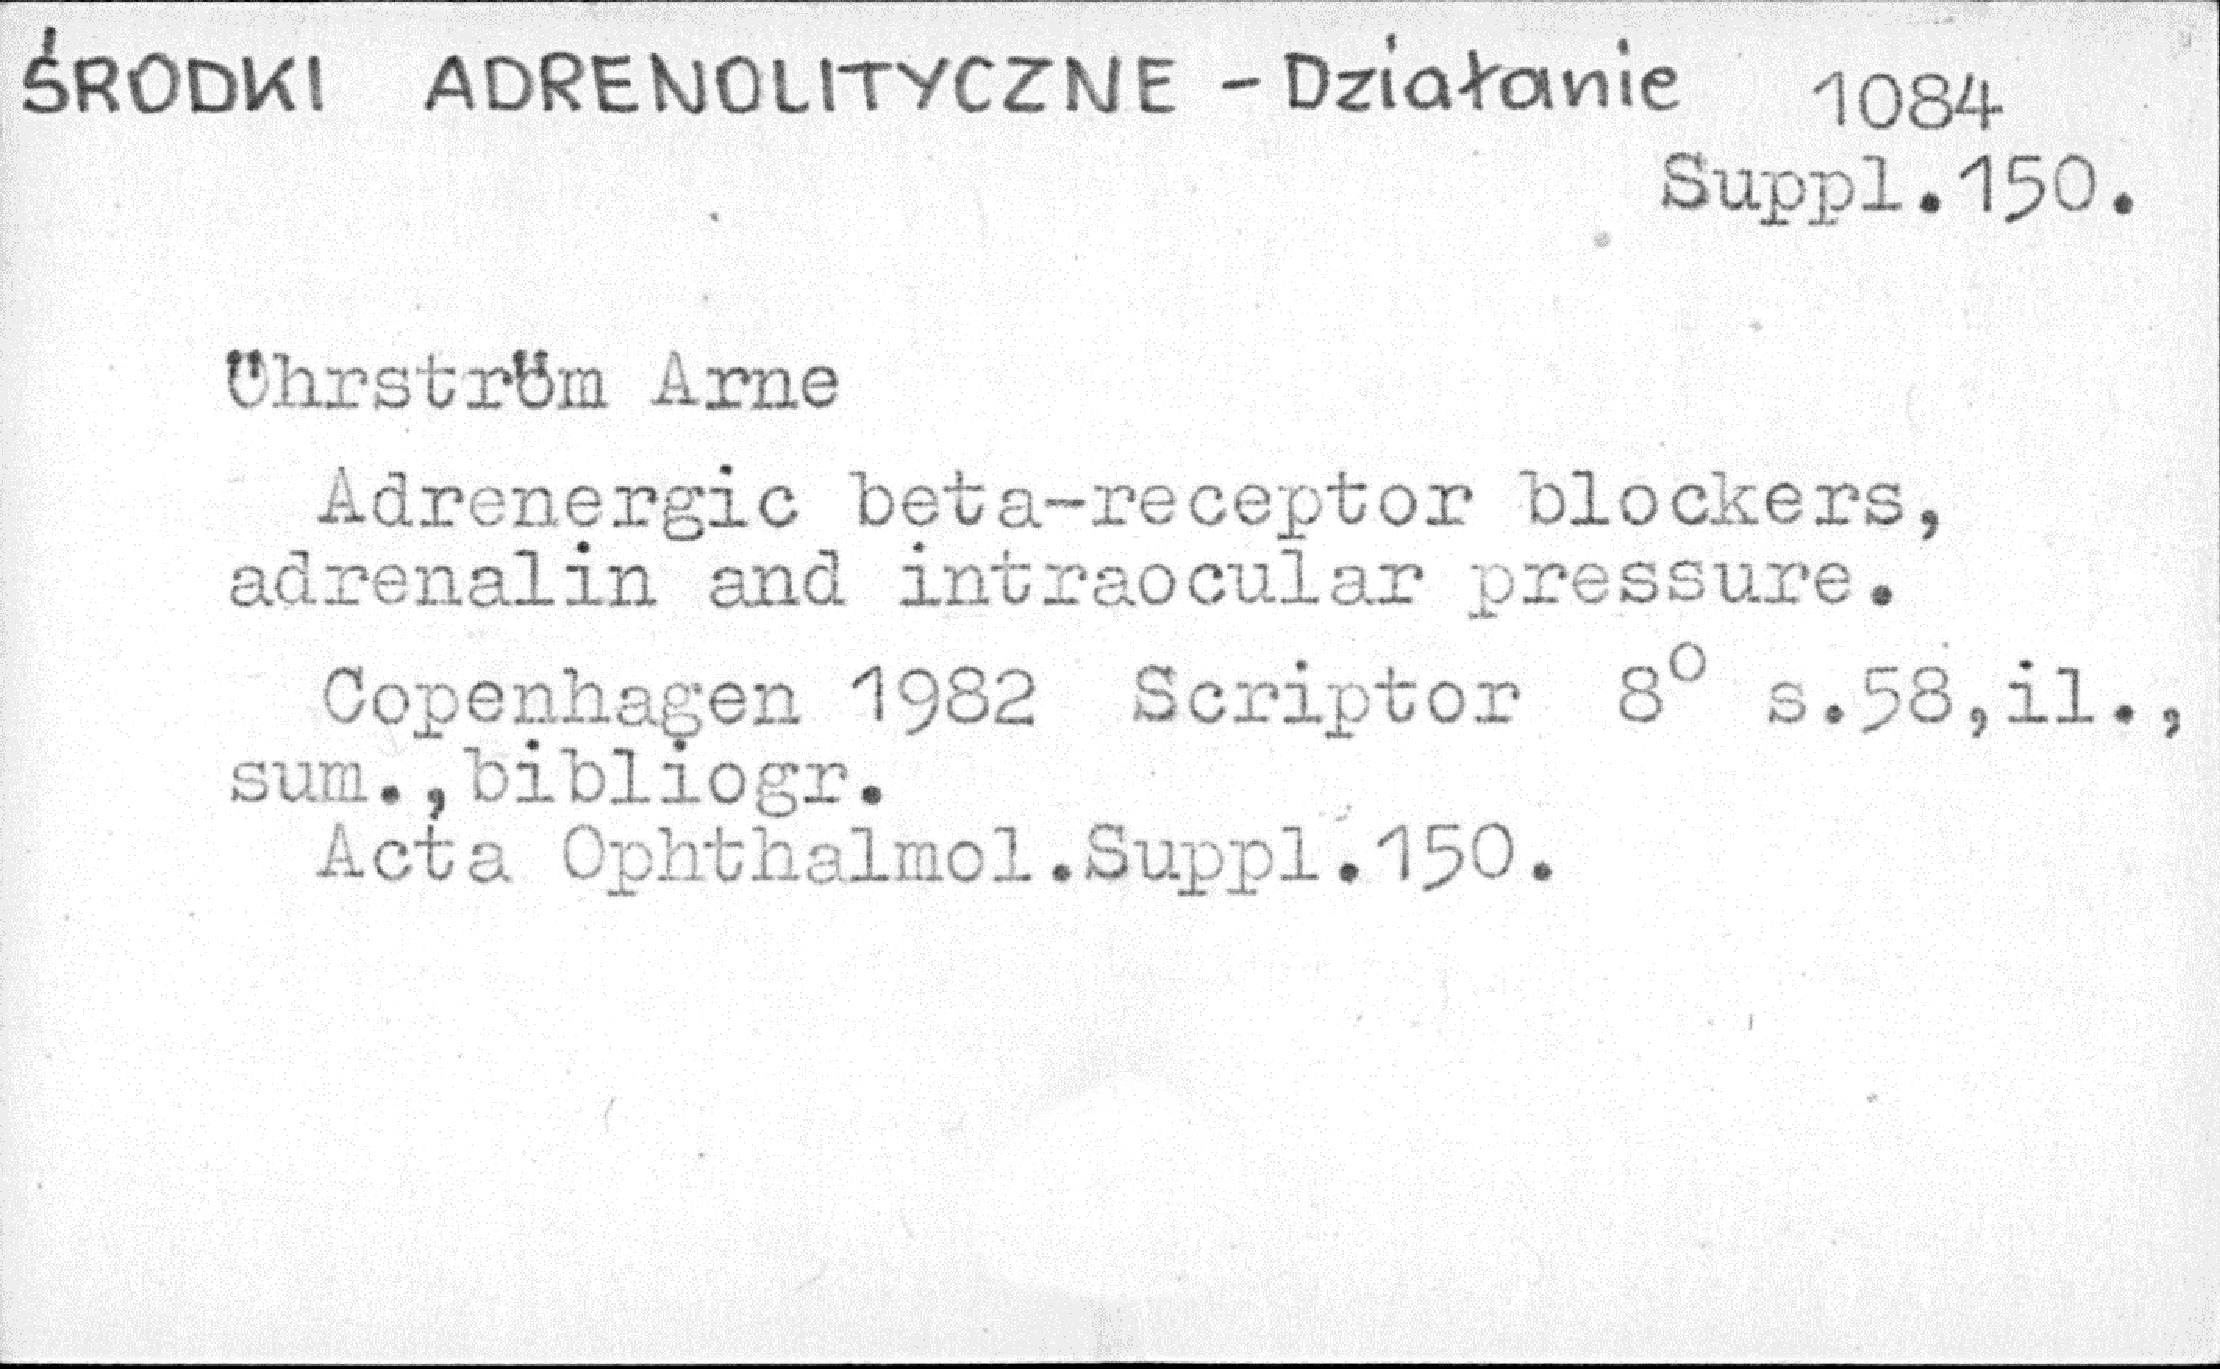 ŚRODKI ADRENOLITYCZNE - Działanie 1084
Suppl.150.
Öhrström Arne
Adrenergic beta-receptor blockers,
adrenalin and intraocular pressure.
Copenhagen 1982 Scriptor 8° s.58,il.,
sum.,bibliogr.
Acta Ophthalmol.Suppl.150.